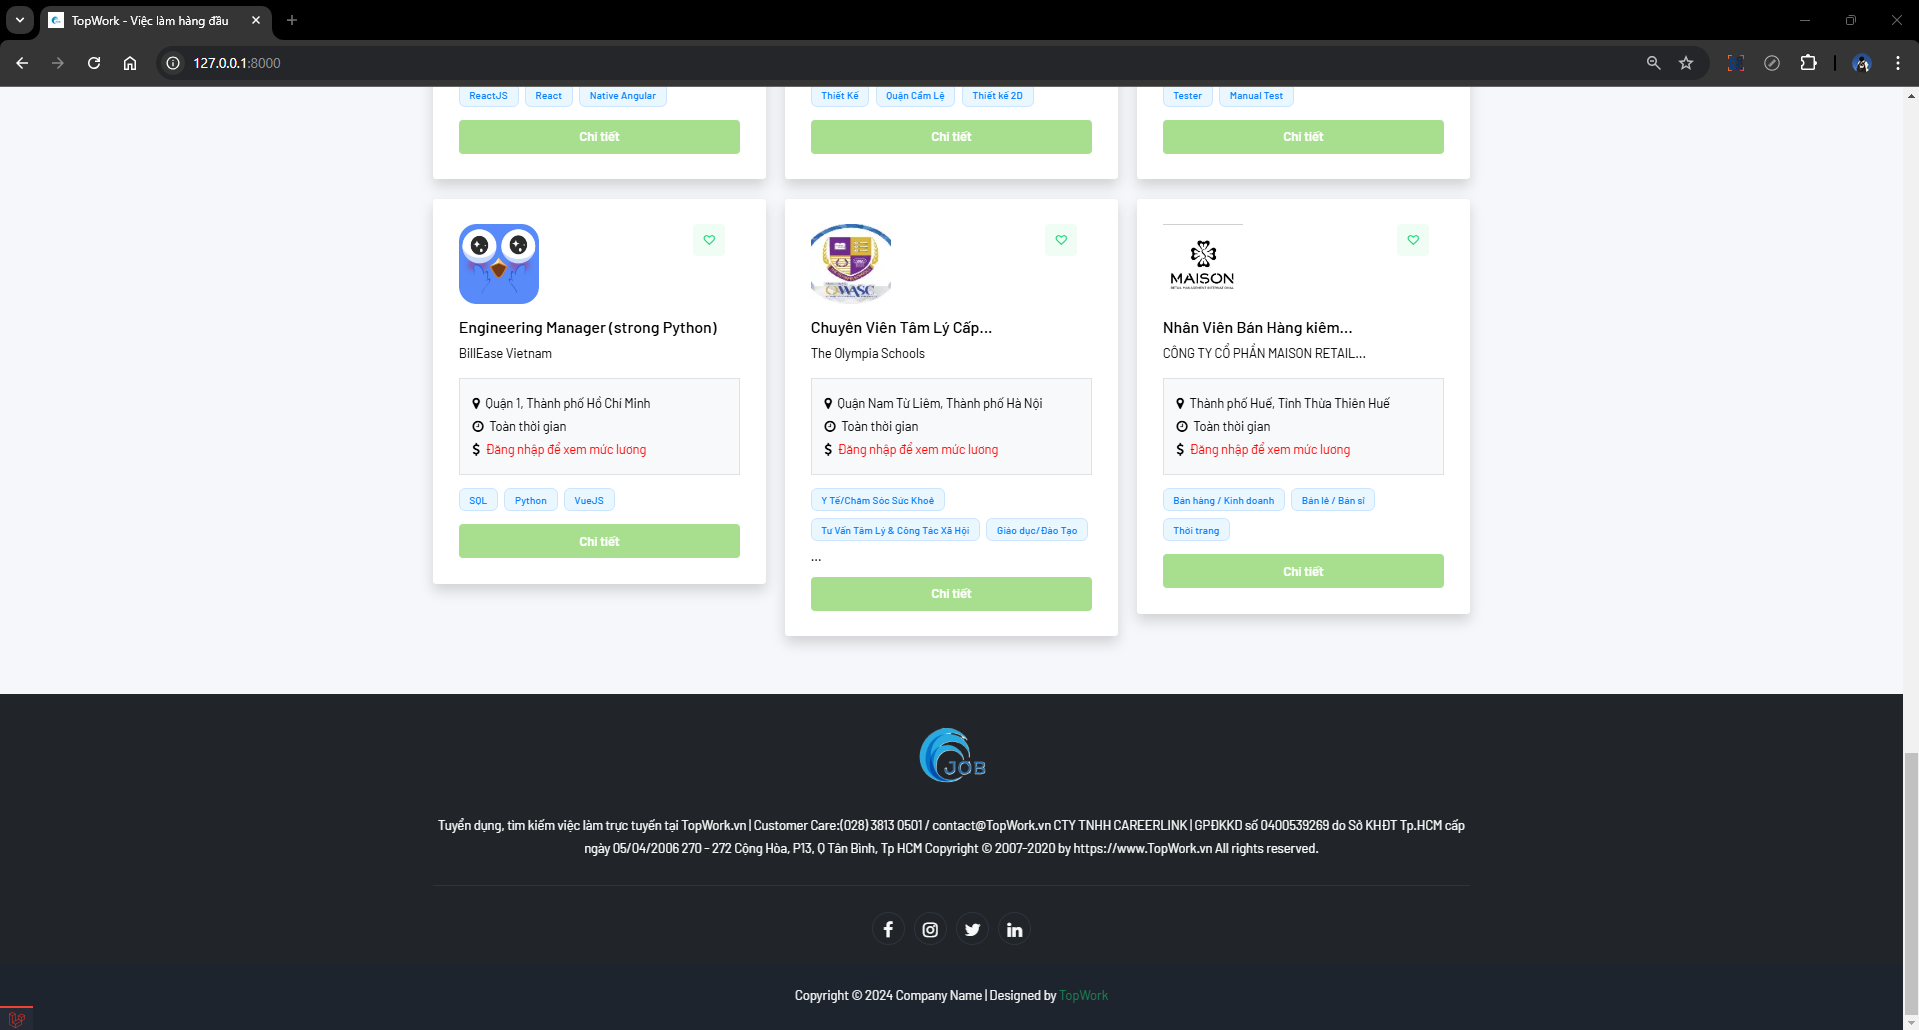 TopWork - Việc làm hàng đầu
127.0.0.1:8000
ReactJS React Native Angular
Thiết Kế Quận Cẩm Lệ Thiết kế 2D
Tester Manual Test
Chi tiết Chi tiết Chi tiết
WASC
MAISON
RETAIL MANAGEMENT INTERNATIONAL
Engineering Manager (strong Python)
BillEase Vietnam
Quận 1, Thành phố Hồ Chí Minh
Toàn thời gian
$ Đăng nhập để xem mức lương
SQL Python VueJS
Chi tiết
Chuyên Viên Tâm Lý Cấp...
The Olympia Schools
Quận Nam Từ Liêm, Thành phố Hà Nội
Toàn thời gian
$ Đăng nhập để xem mức lương
Y Tế/Chăm Sóc Sức Khoẻ
Tư Vấn Tâm Lý & Công Tác Xã Hội Giáo dục/Đào Tạo
...
Chi tiết
Nhân Viên Bán Hàng kiêm...
CÔNG TY CỔ PHẦN MAISON RETAIL...
Thành phố Huế, Tỉnh Thừa Thiên Huế
Toàn thời gian
$ Đăng nhập để xem mức lương
Bán hàng / Kinh doanh Bán lẻ / Bán sỉ
Thời trang
Chi tiết
JOB
Tuyển dụng, tìm kiếm việc làm trực tuyến tại TopWork.vn | Customer Care:(028) 3813 0501 / contact@TopWork.vn CTY TNHH CAREERLINK | GPĐKKD số 0400539269 do Sở KHĐT Tp.HCM cấp
ngày 05/04/2006 270 - 272 Cộng Hòa, P13, Q Tân Bình, Tp HCM Copyright © 2007-2020 by https://www.TopWork.vn All rights reserved.
Copyright © 2024 Company Name | Designed by TopWork